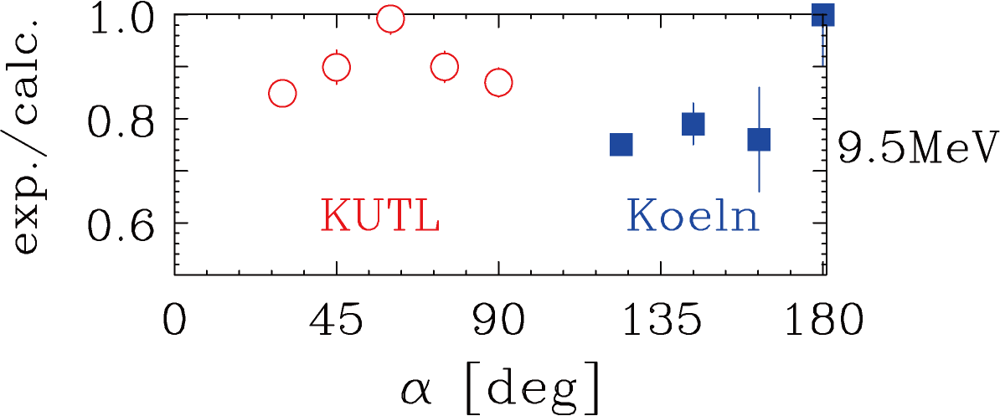 exp./calc.
1.0
0.8
0.6
KUTL
Koeln
9.5MeV
0 45 90 135 180
α [deg]